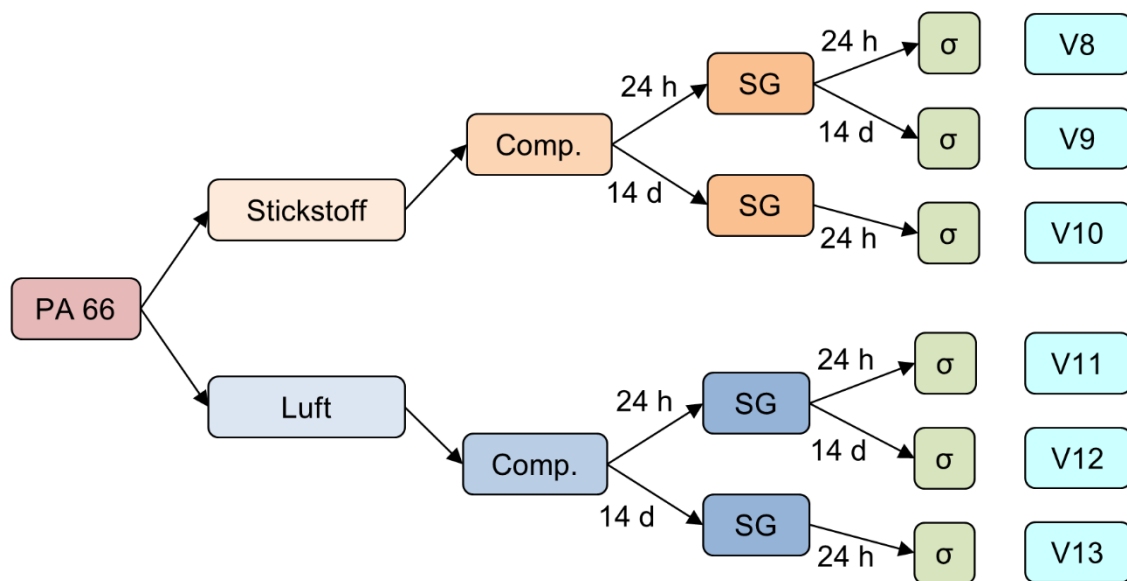 24 h
σ
V8
SG
24 h
14 d
σ
V9
Comp.
14 d
Stickstoff
SG
24 h
σ
V10
PA 66
24 h
σ
V11
Luft
24 h
SG
14 d
σ
V12
Comp.
14 d
SG
24 h
σ
V13